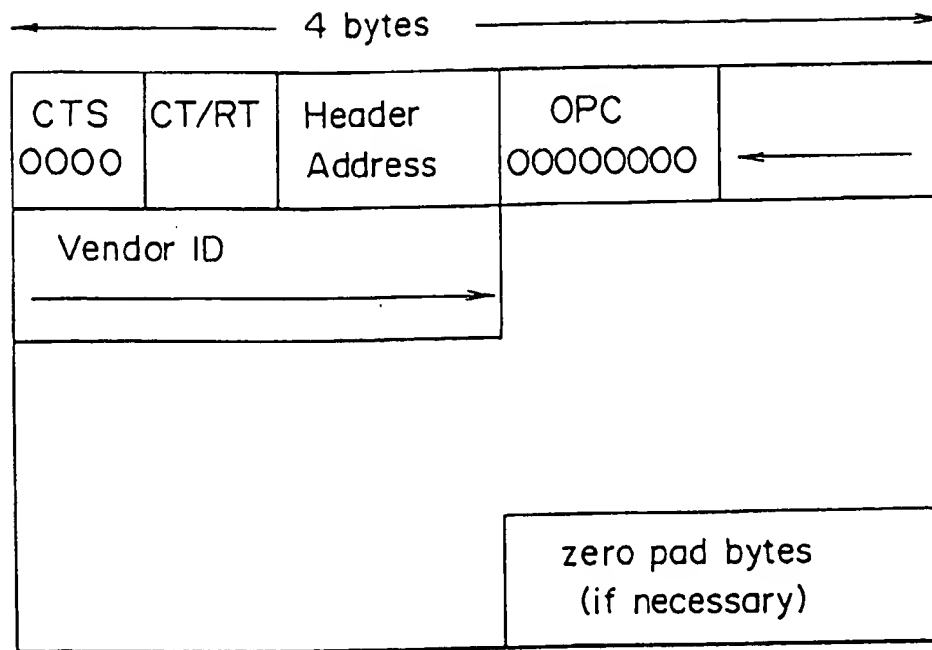 4 bytes
CTS CT/RT Header OPC
0000 Address 00000000
Vendor ID
zero pad bytes
(if necessary)